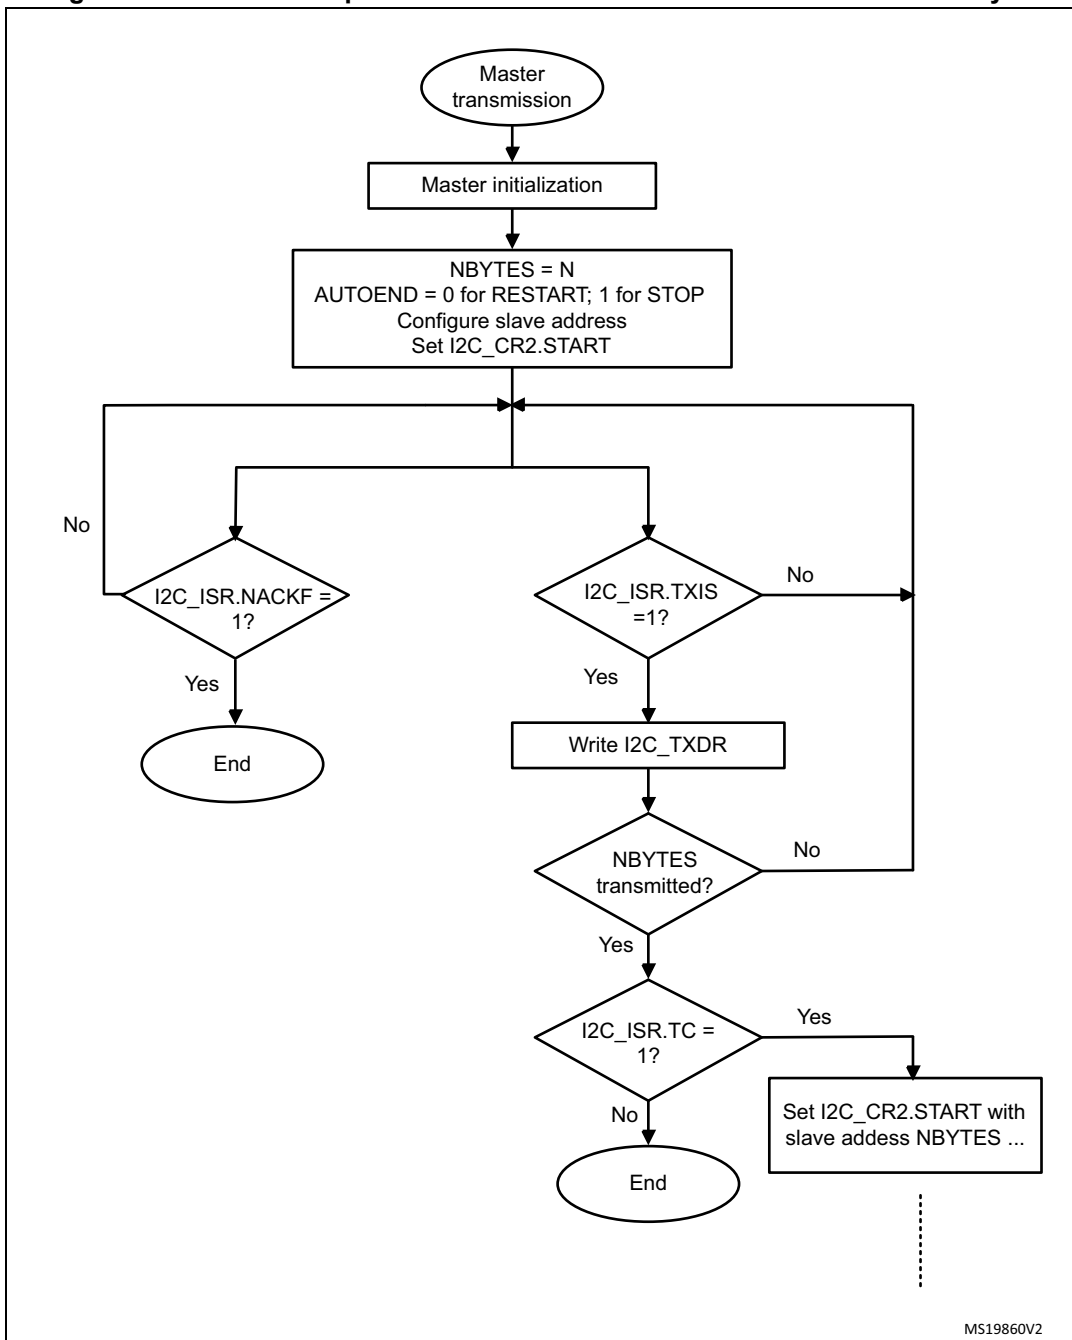 Master
transmission
Master initialization
NBYTES = N
AUTOEND = 0 for RESTART; 1 for STOP
Configure slave address
Set I2C_CR2.START
No
I2C_ISR.NACKF =
1?
I2C_ISR.TXIS
=1?
No
Yes
Yes
Write I2C_TXDR
End
NBYTES
transmitted?
No
Yes
I2C_ISR.TC =
1?
Yes
Set I2C_CR2.START with
slave addess NBYTES ...
No
End
MS19860V2